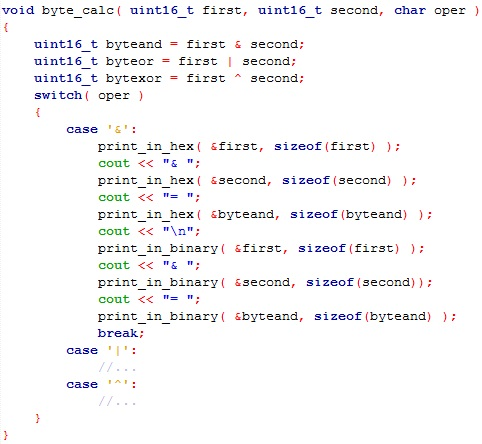 void byte_calc( uint16_t first, uint16_t second, char oper )
{
    uint16_t byteand = first & second;
    uint16_t byteor = first | second;
    uint16_t bytexor = first ^ second;
    switch( oper )
    {
        case '&':
            print_in_hex( &first, sizeof(first) );
            cout << "& ";
            print_in_hex( &second, sizeof(second) );
            cout << "= ";
            print_in_hex( &byteand, sizeof(byteand) );
            cout << "\n";
            print_in_binary( &first, sizeof(first) );
            cout << "& ";
            print_in_binary( &second, sizeof(second));
            cout << "= ";
            print_in_binary( &byteand, sizeof(byteand) );
            break;
        case '|':
            //...
        case '^':
            //...
    }
}